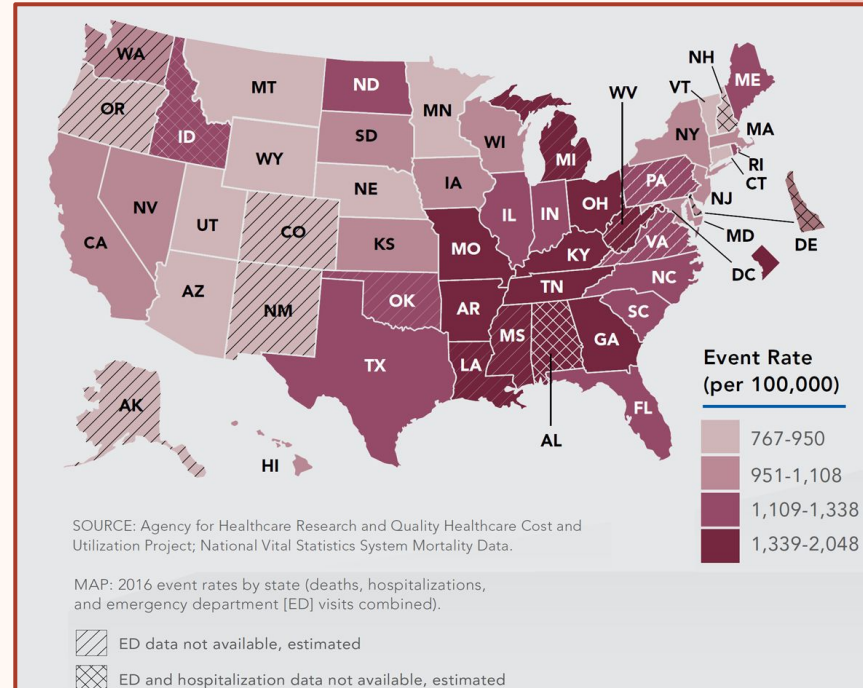 WA
OR
ID
MT
ND
MN
SD
WY
NE
IA
WI
CA
NV
UT
CO
KS
AZ
NM
OK
TX
MO
AR
LA
MS
IL
IN
MI
OH
KY
TN
GA
AL
WV
PA
VA
NC
SC
FL
NY
VT
NH
ME
MA
RI
CT
NJ
MD
DE
DC
AK
HI
Event Rate
(per 100,000)
767-950
951-1,108
1,109-1,338
1,339-2,048
SOURCE: Agency for Healthcare Research and Quality Healthcare Cost and
Utilization Project; National Vital Statistics System Mortality Data.
MAP: 2016 event rates by state (deaths, hospitalizations,
and emergency department [ED] visits combined).
ED data not available, estimated
ED and hospitalization data not available, estimated